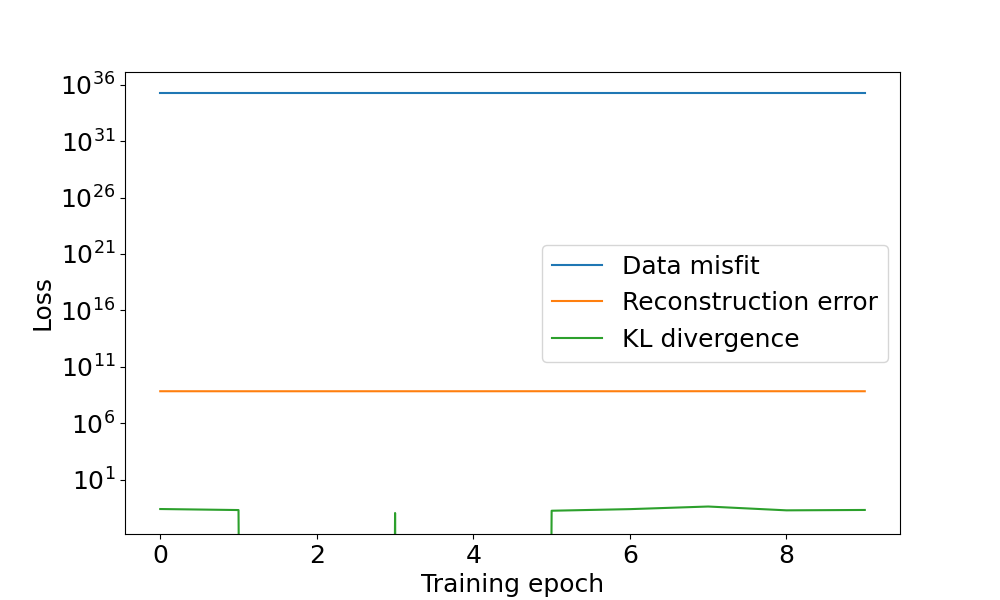 10^36
10^31
10^26
10^21
10^16
10^11
10^6
10^1
Loss
Data misfit
Reconstruction error
KL divergence
0 2 4 6 8
Training epoch